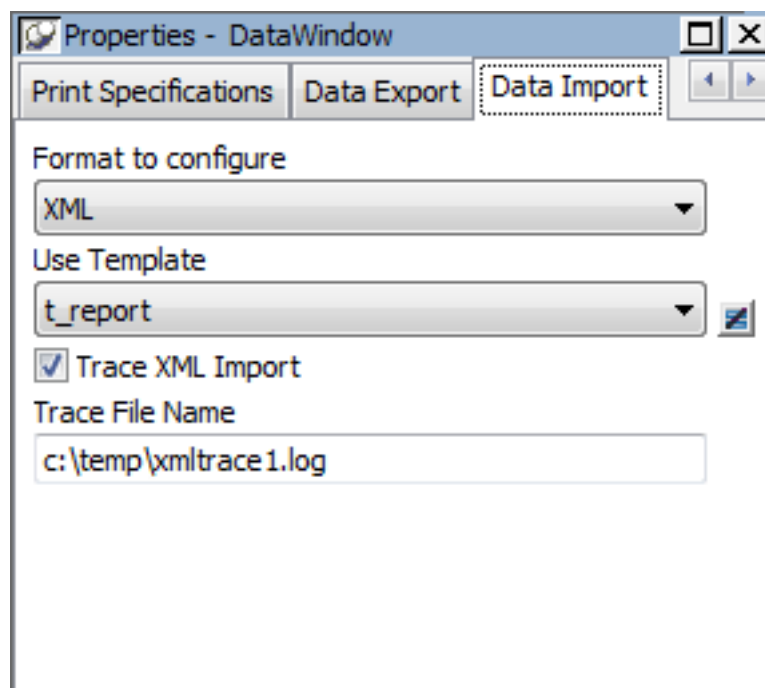 Properties - DataWindow
Print Specifications Data Export Data Import
Format to configure
XML
Use Template
t_report
Trace XML Import
Trace File Name
c:\temp\xmltrace1.log